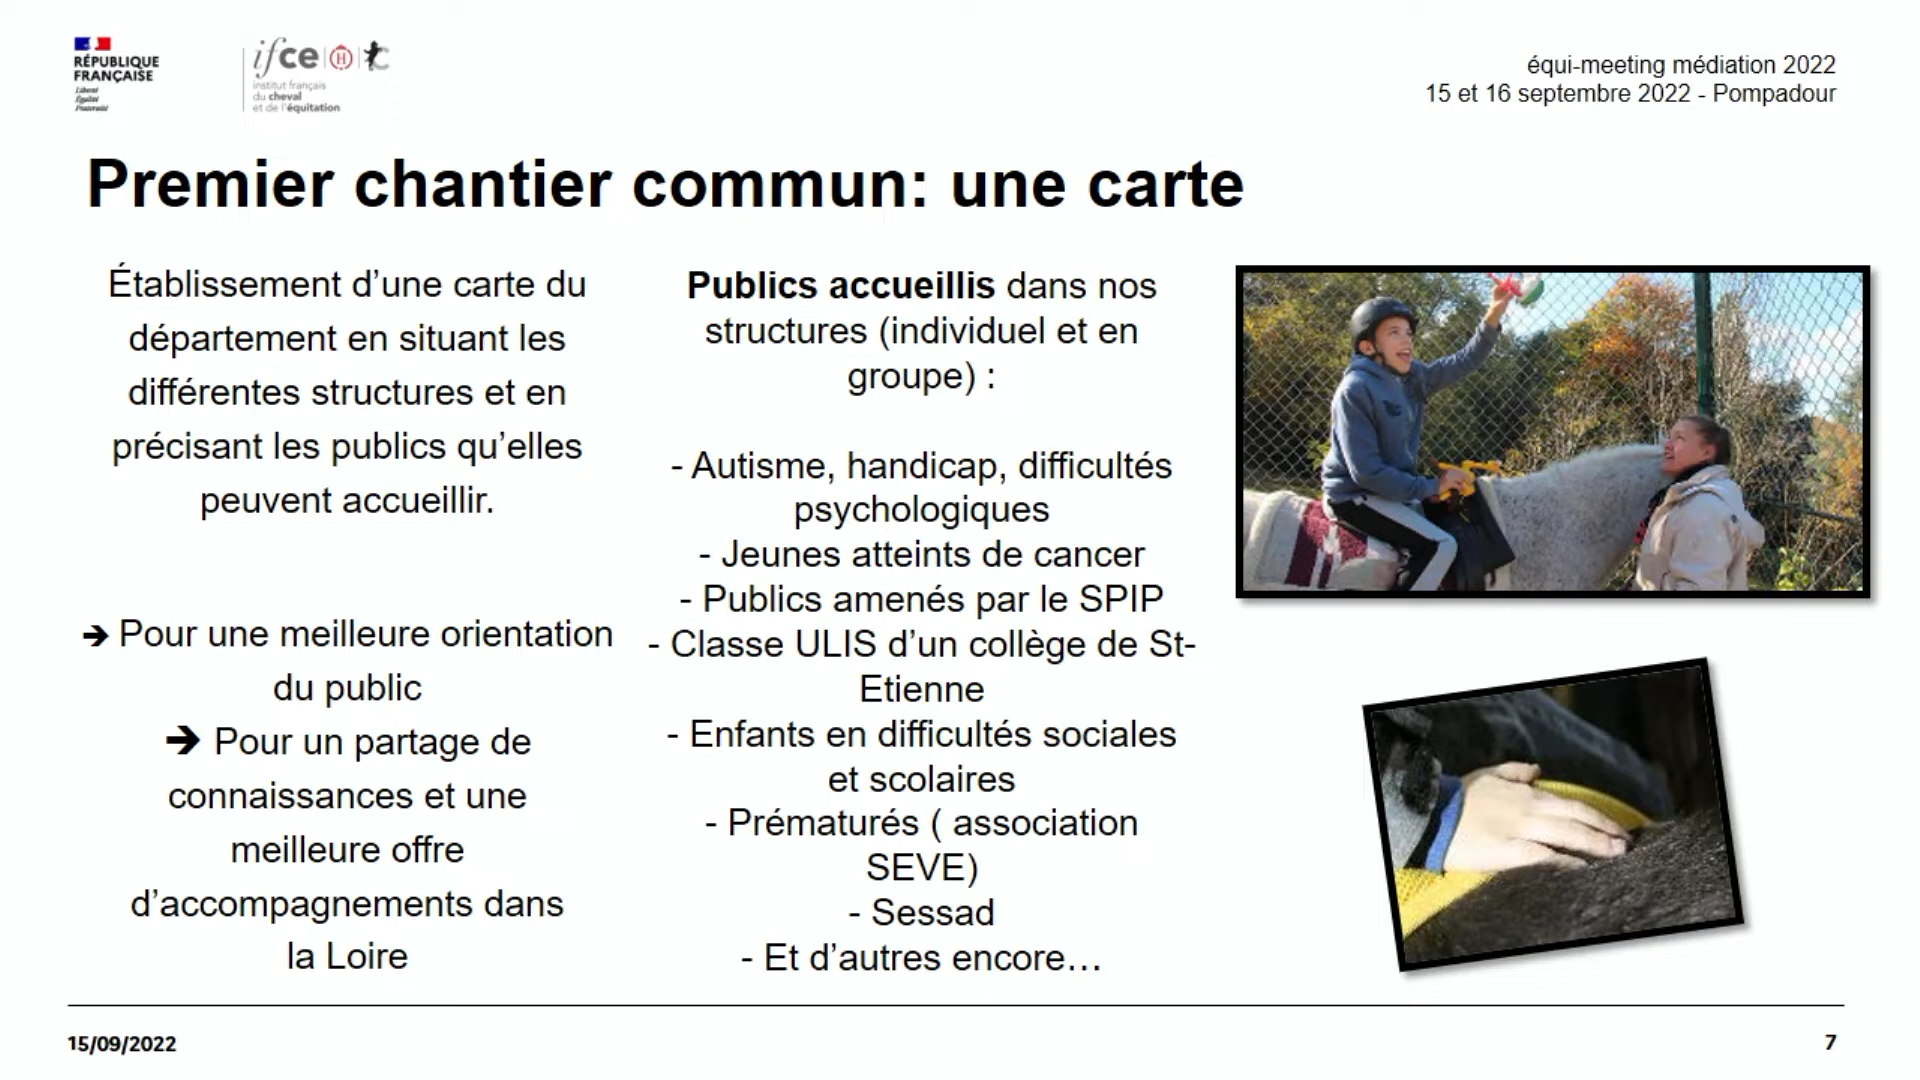 RÉPUBLIQUE
FRANÇAISE
Liberté
Égalité
Fraternité
ifce
institut français
du cheval
et de l'équitation
équi-meeting médiation 2022
15 et 16 septembre 2022 - Pompadour
Premier chantier commun: une carte
Établissement d’une carte du
département en situant les
différentes structures et en
précisant les publics qu’elles
peuvent accueillir.
➔ Pour une meilleure orientation
du public
➔ Pour un partage de
connaissances et une
meilleure offre
d’accompagnements dans
la Loire
Publics accueillis dans nos
structures (individuel et en
groupe) :
- Autisme, handicap, difficultés
psychologiques
- Jeunes atteints de cancer
- Publics amenés par le SPIP
- Classe ULIS d’un collège de St-
Etienne
- Enfants en difficultés sociales
et scolaires
- Prématurés ( association
SEVE)
- Sessad
- Et d’autres encore…
15/09/2022
7